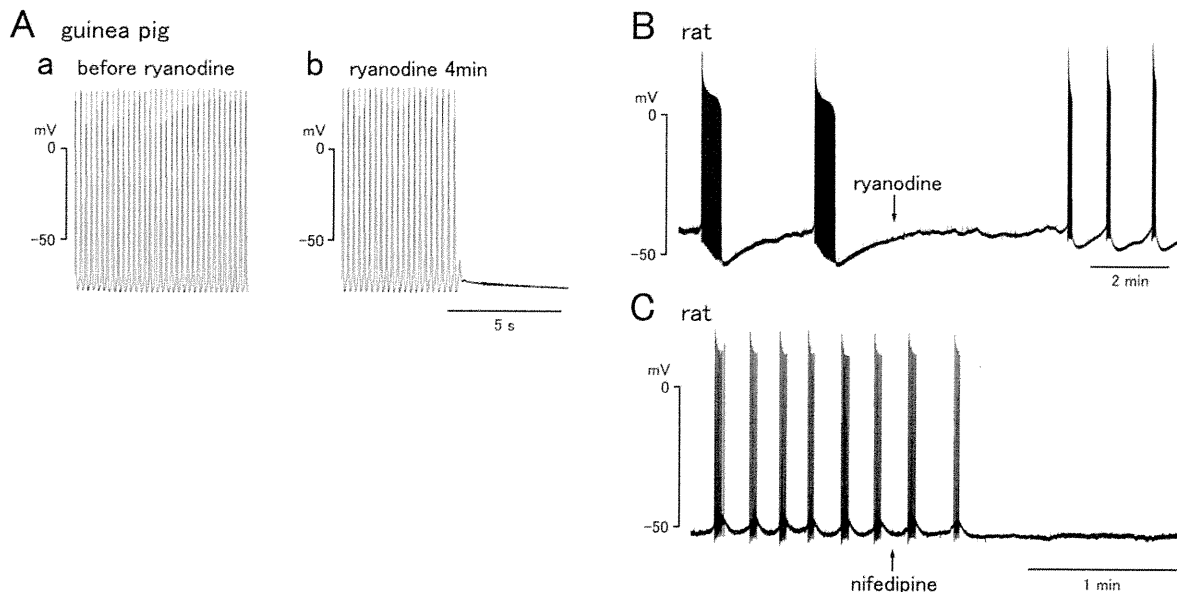 A guinea pig
a before ryanodine
b ryanodine 4min
mV
0
−50
mV
0
−50
5 s
B rat
mV
0
−50
ryanodine
2 min
C rat
mV
0
−50
nifedipine
1 min